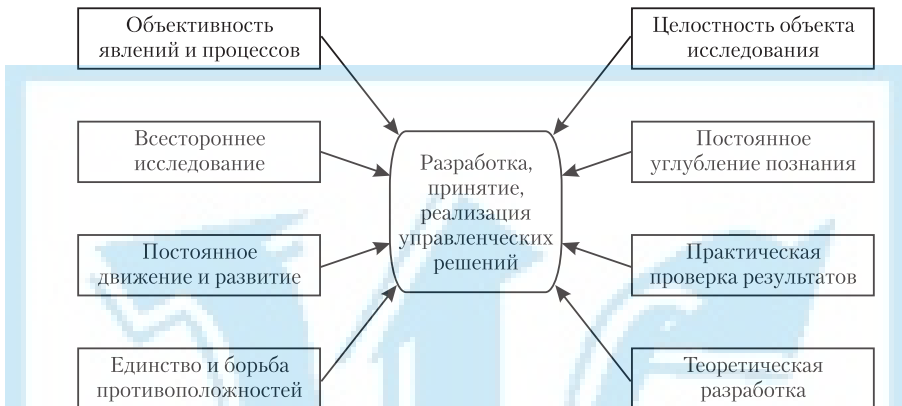 Объективность
явлений и процессов
Целостность объекта
исследования
Всестороннее
исследование
Постоянное
углубление познания
Разработка,
принятие,
реализация
управленческих
решений
Постоянное
движение и развитие
Практическая
проверка результатов
Единство и борьба
противоположностей
Теоретическая
разработка